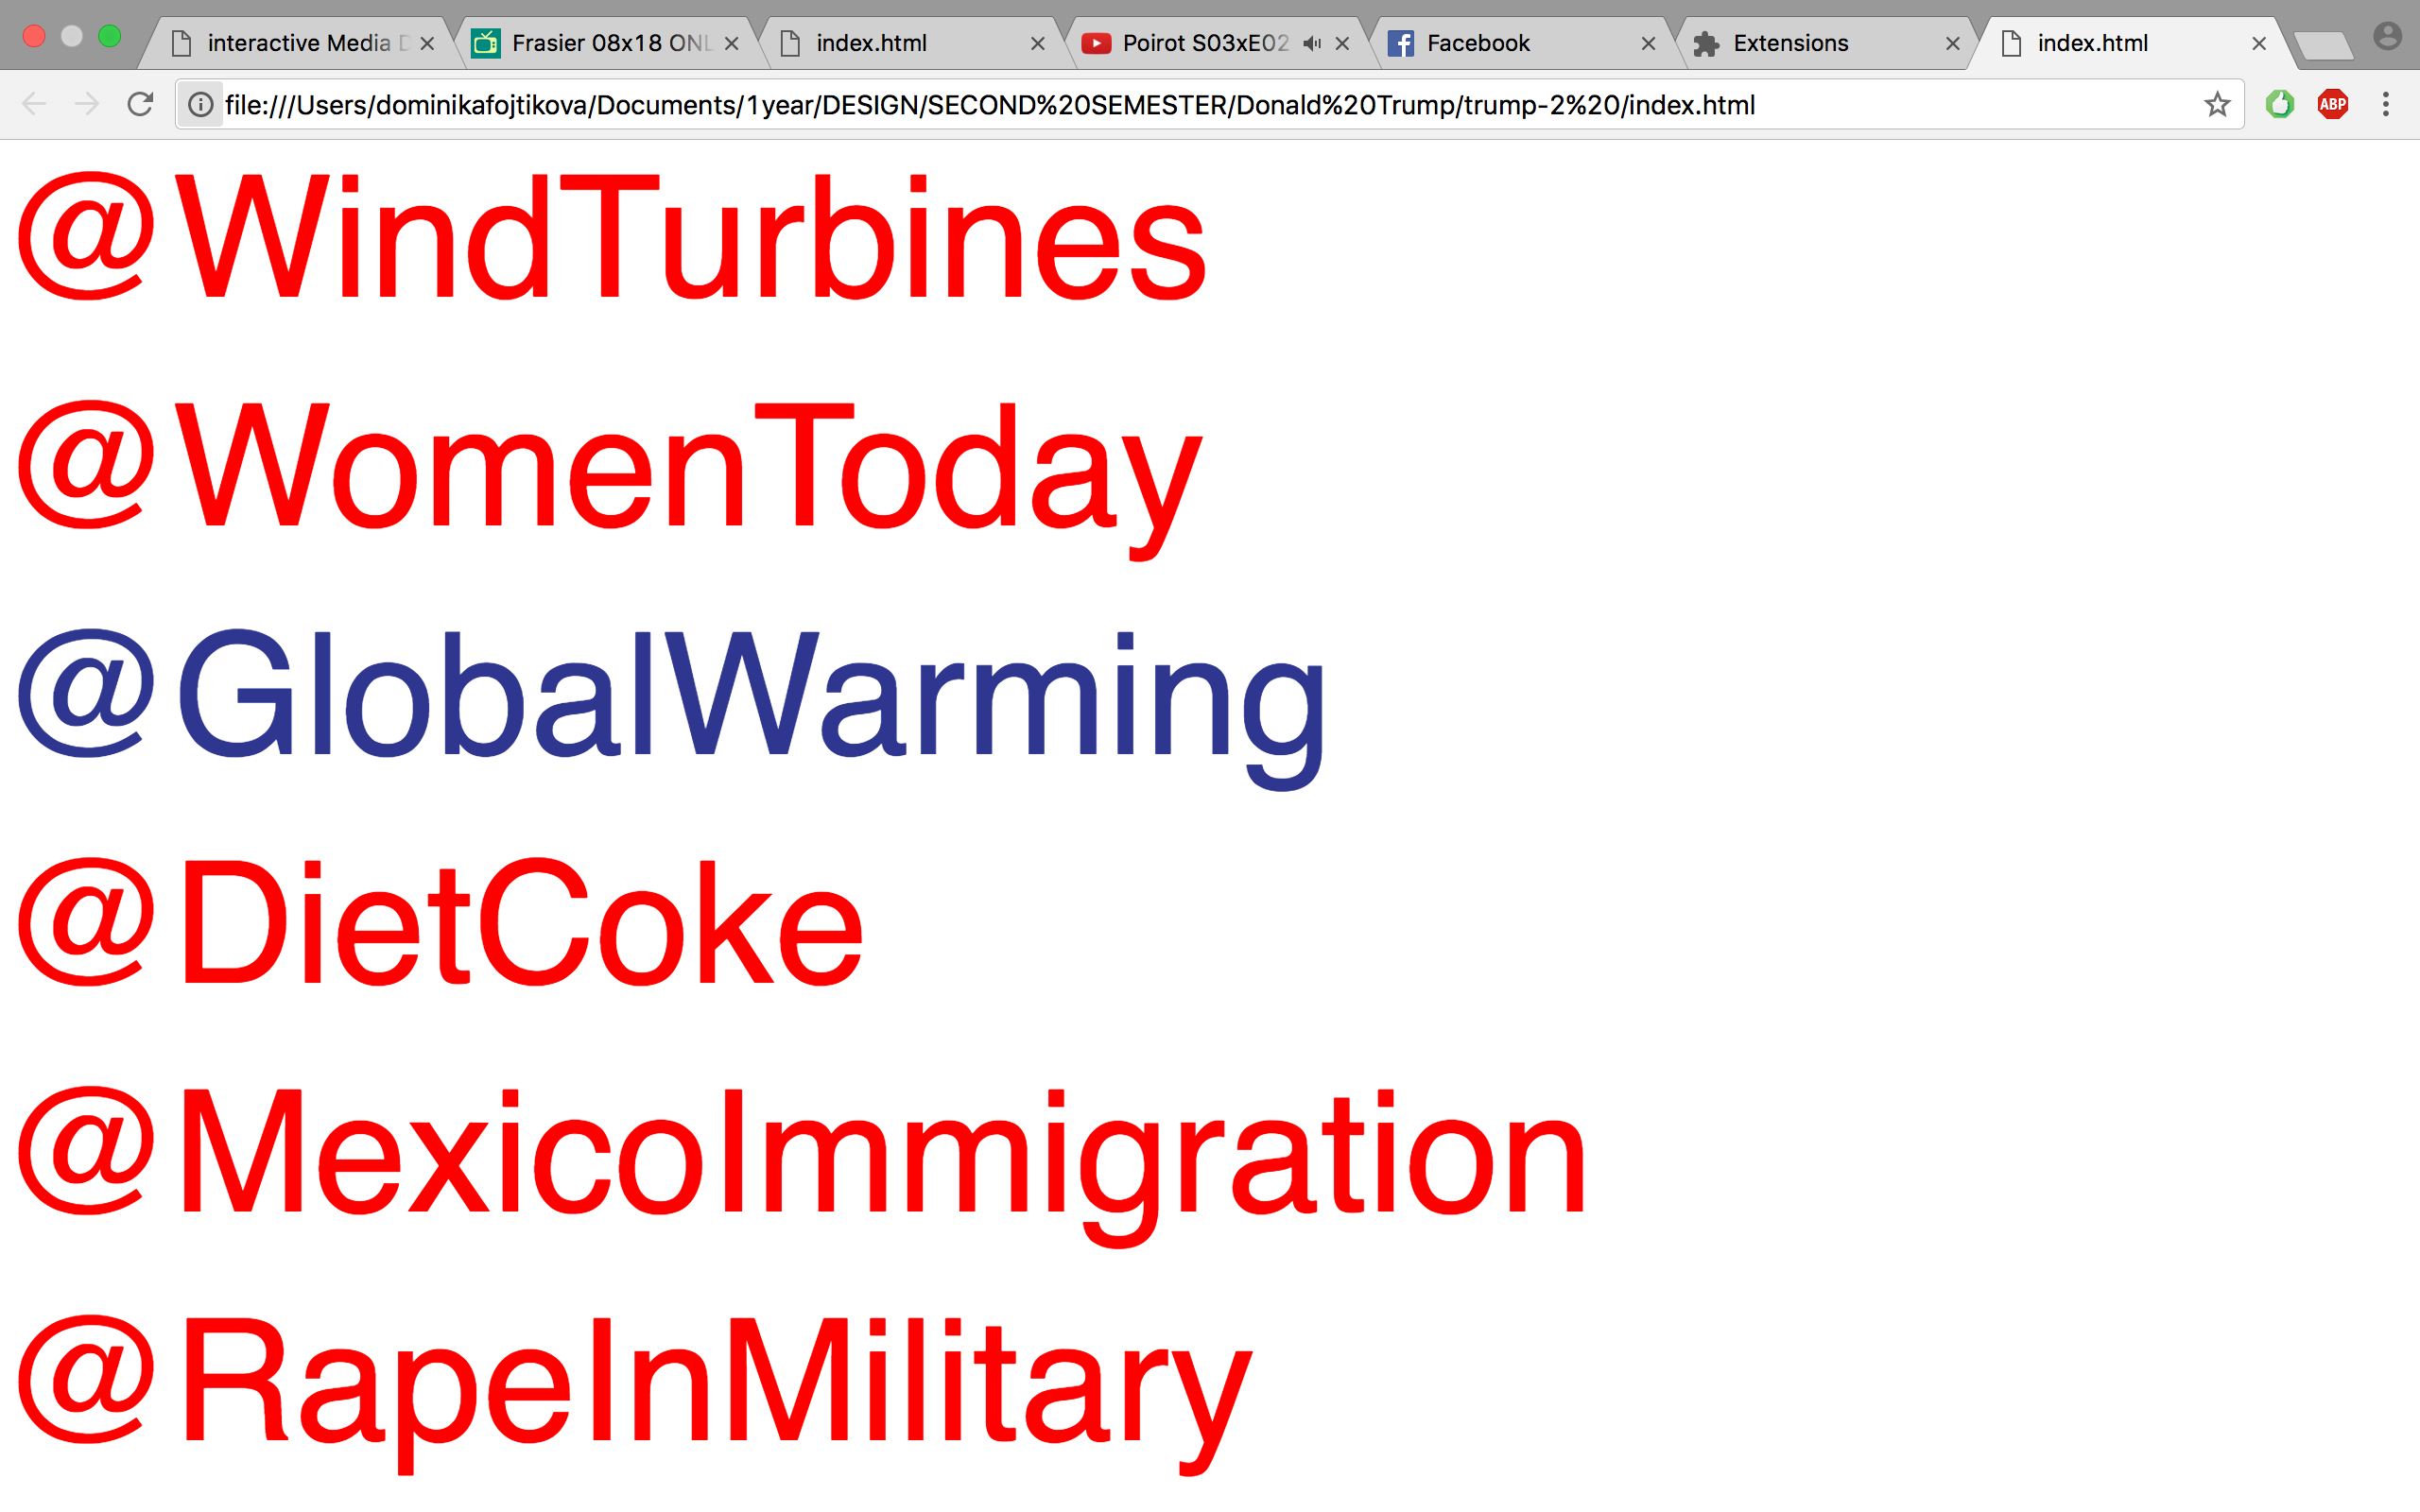 interactive Media D
Frasier 08x18 ONL
index.html
Poirot S03xE02
Facebook
Extensions
index.html
file:///Users/dominikafojtikova/Documents/1year/DESIGN/SECOND%20SEMESTER/Donald%20Trump/trump-2%20/index.html
ABP
@WindTurbines
@WomenToday
@GlobalWarming
@DietCoke
@MexicoImmigration
@RapeInMilitary